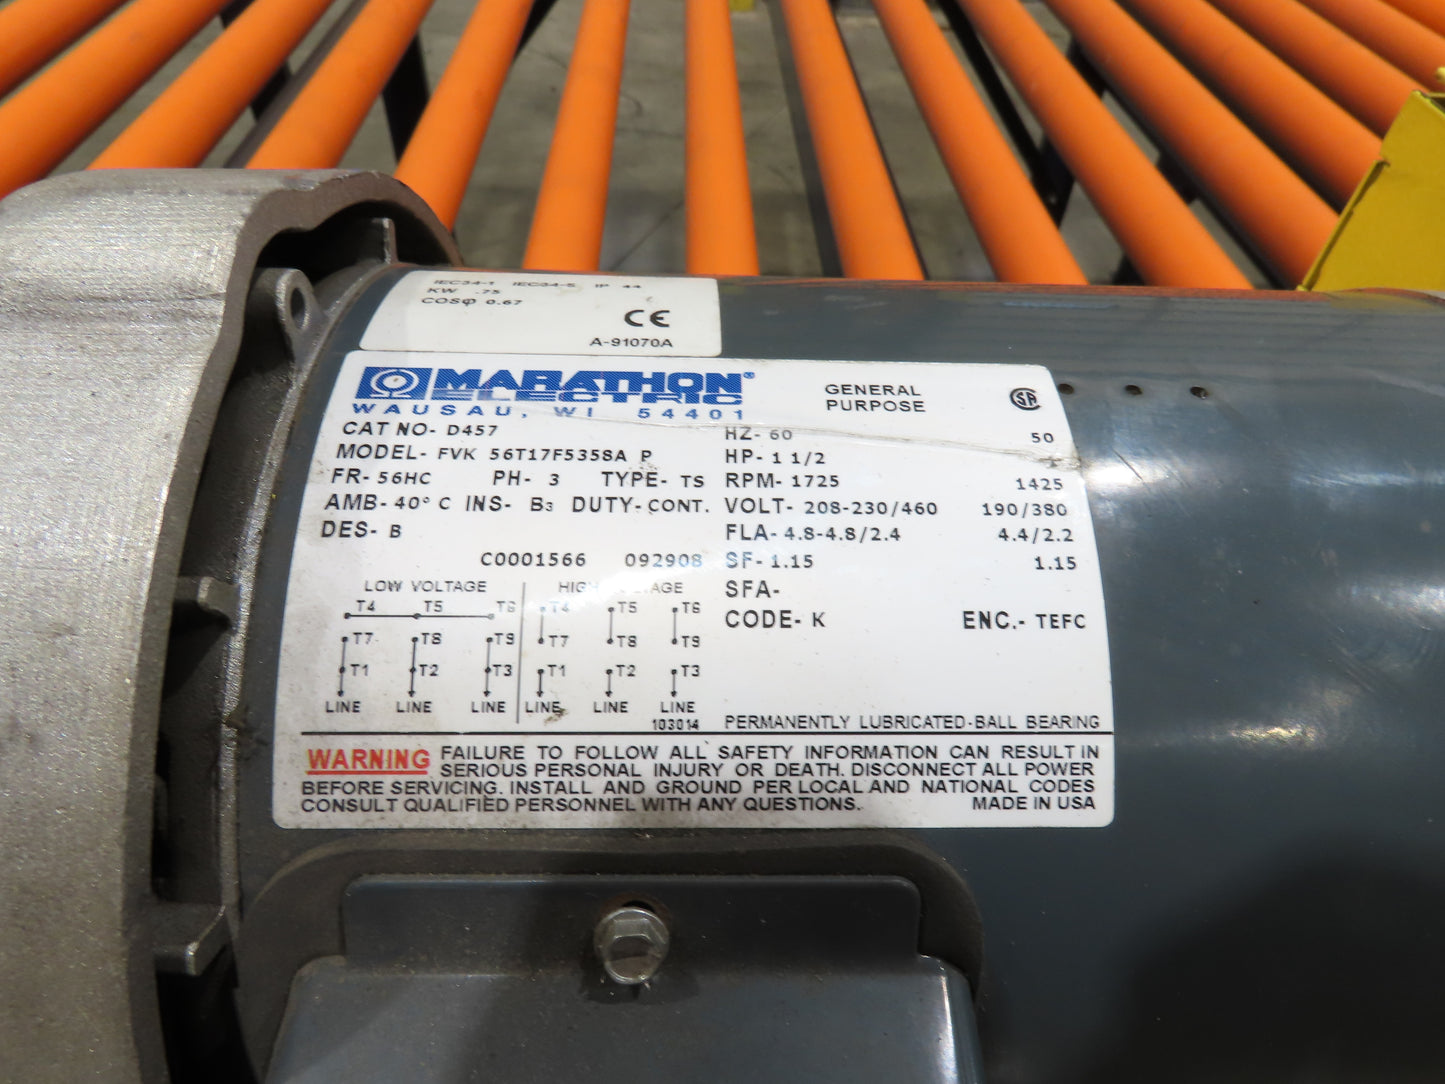 IEC34-1 IEC34-5 IP 44
KW .75
COSφ 0.67
CE
A-91070A
MARATHON®
ELECTRIC
WAUSAU, WI 54401
GENERAL
PURPOSE
CAT NO- D457
MODEL- FVK 56T17F5358A P
FR- 56HC PH- 3 TYPE- TS
AMB- 40° C INS- B3 DUTY- CONT.
DES- B
C0001566 092908
HZ- 60 50
HP- 1 1/2
RPM- 1725 1425
VOLT- 208-230/460 190/380
FLA- 4.8-4.8/2.4 4.4/2.2
SF- 1.15 1.15
SFA-
CODE- K ENC.- TEFC
LOW VOLTAGE HIGH VOLTAGE
T4 T5 T6 T4 T5 T6
T7 T8 T9 T7 T8 T9
T1 T2 T3 T1 T2 T3
LINE LINE LINE LINE LINE LINE
103014 PERMANENTLY LUBRICATED-BALL BEARING
WARNING FAILURE TO FOLLOW ALL SAFETY INFORMATION CAN RESULT IN
SERIOUS PERSONAL INJURY OR DEATH. DISCONNECT ALL POWER
BEFORE SERVICING. INSTALL AND GROUND PER LOCAL AND NATIONAL CODES
CONSULT QUALIFIED PERSONNEL WITH ANY QUESTIONS. MADE IN USA